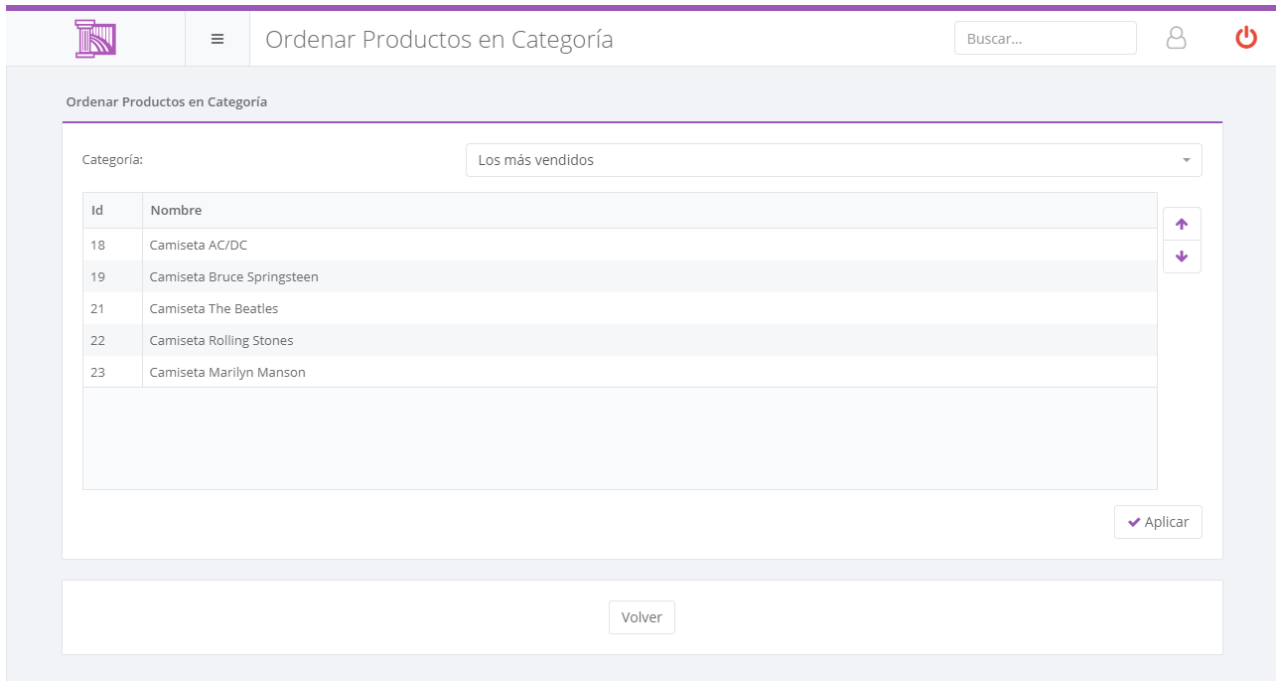 Ordenar Productos en Categoría
Buscar...
Ordenar Productos en Categoría
Categoría:
Los más vendidos
Id Nombre
18 Camiseta AC/DC
19 Camiseta Bruce Springsteen
21 Camiseta The Beatles
22 Camiseta Rolling Stones
23 Camiseta Marilyn Manson
Aplicar
Volver